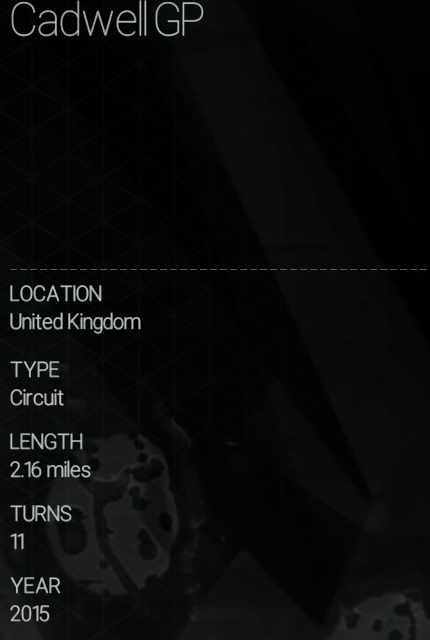 Cadwell GP
LOCATION
United Kingdom
TYPE
Circuit
LENGTH
2.16 miles
TURNS
11
YEAR
2015